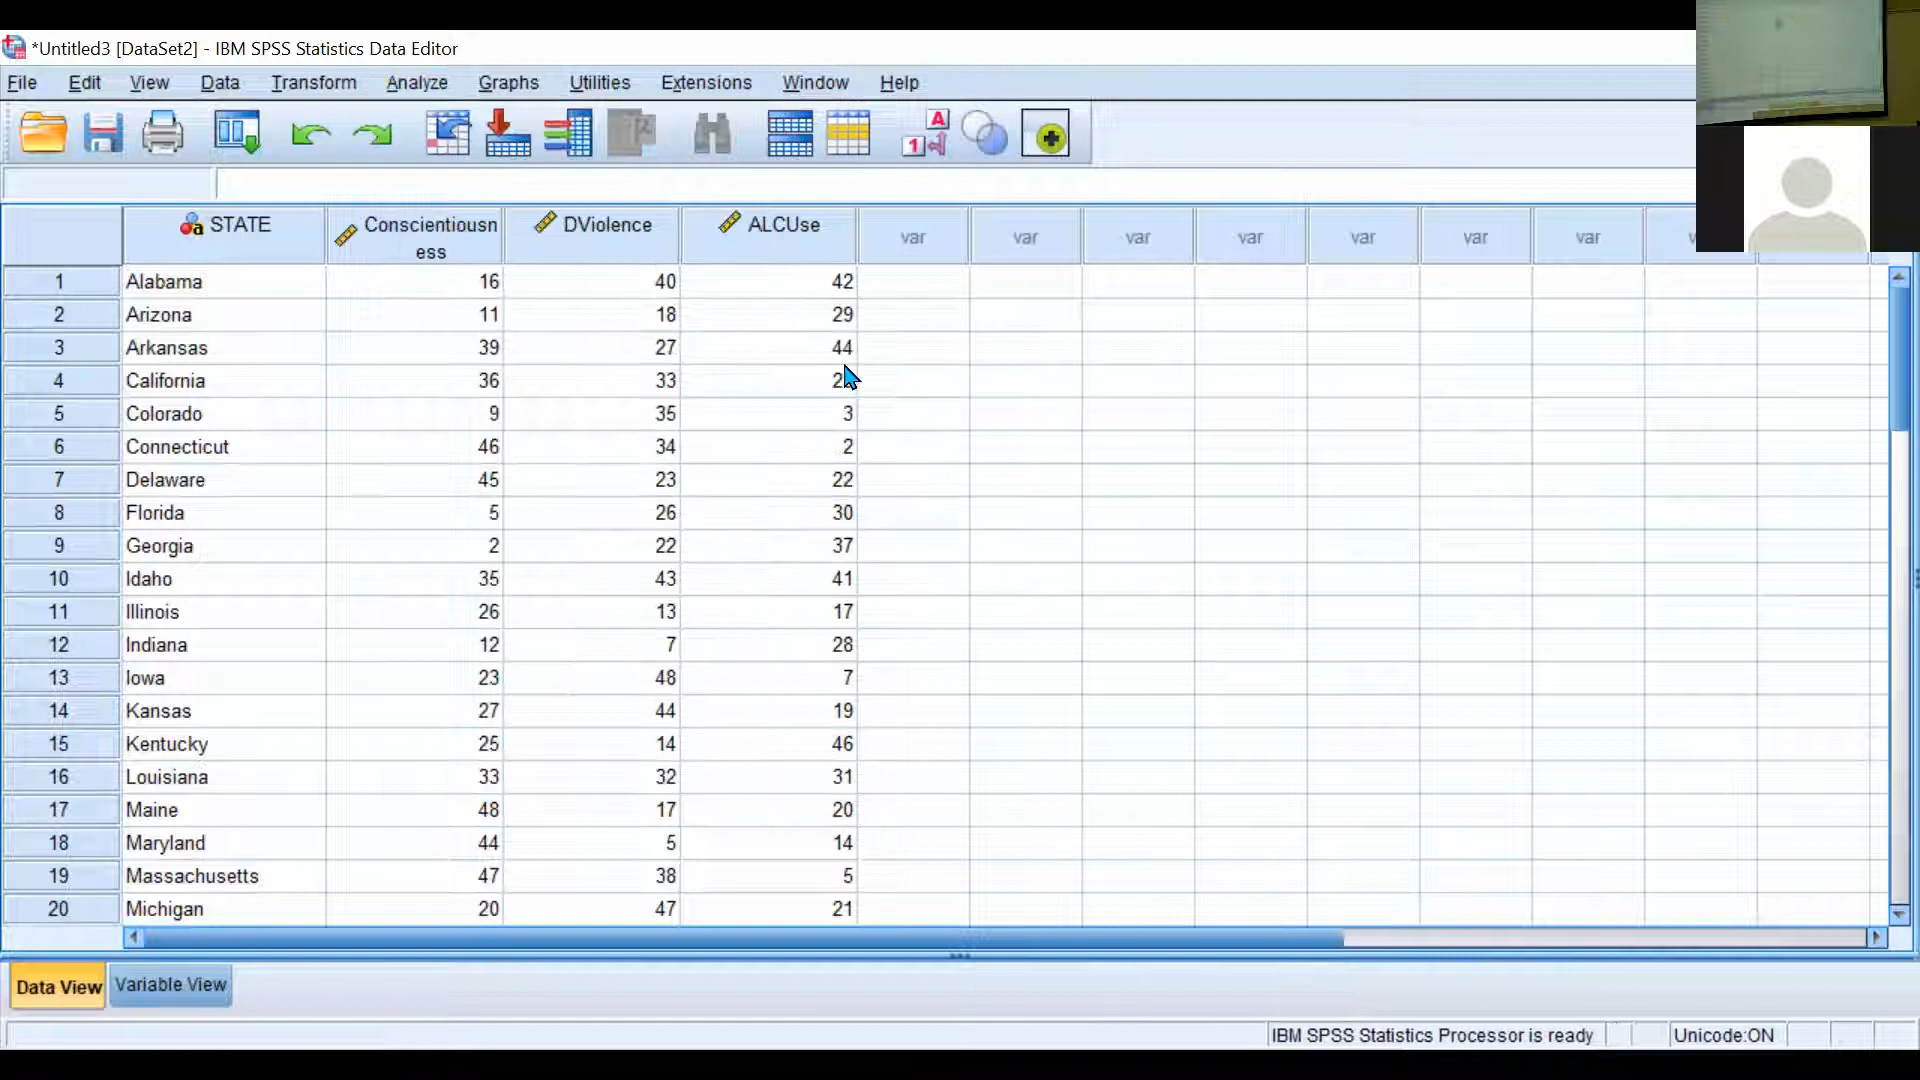 *Untitled3 [DataSet2] - IBM SPSS Statistics Data Editor
File Edit View Data Transform Analyze Graphs Utilities Extensions Window Help
STATE Conscientiousn ess DViolence ALCUse var var var var var var var
1 Alabama 16 40 42
2 Arizona 11 18 29
3 Arkansas 39 27 44
4 California 36 33
5 Colorado 9 35 3
6 Connecticut 46 34 2
7 Delaware 45 23 22
8 Florida 5 26 30
9 Georgia 2 22 37
10 Idaho 35 43 41
11 Illinois 26 13 17
12 Indiana 12 7 28
13 Iowa 23 48 7
14 Kansas 27 44 19
15 Kentucky 25 14 46
16 Louisiana 33 32 31
17 Maine 48 17 20
18 Maryland 44 5 14
19 Massachusetts 47 38 5
20 Michigan 20 47 21
Data View Variable View
IBM SPSS Statistics Processor is ready Unicode:ON